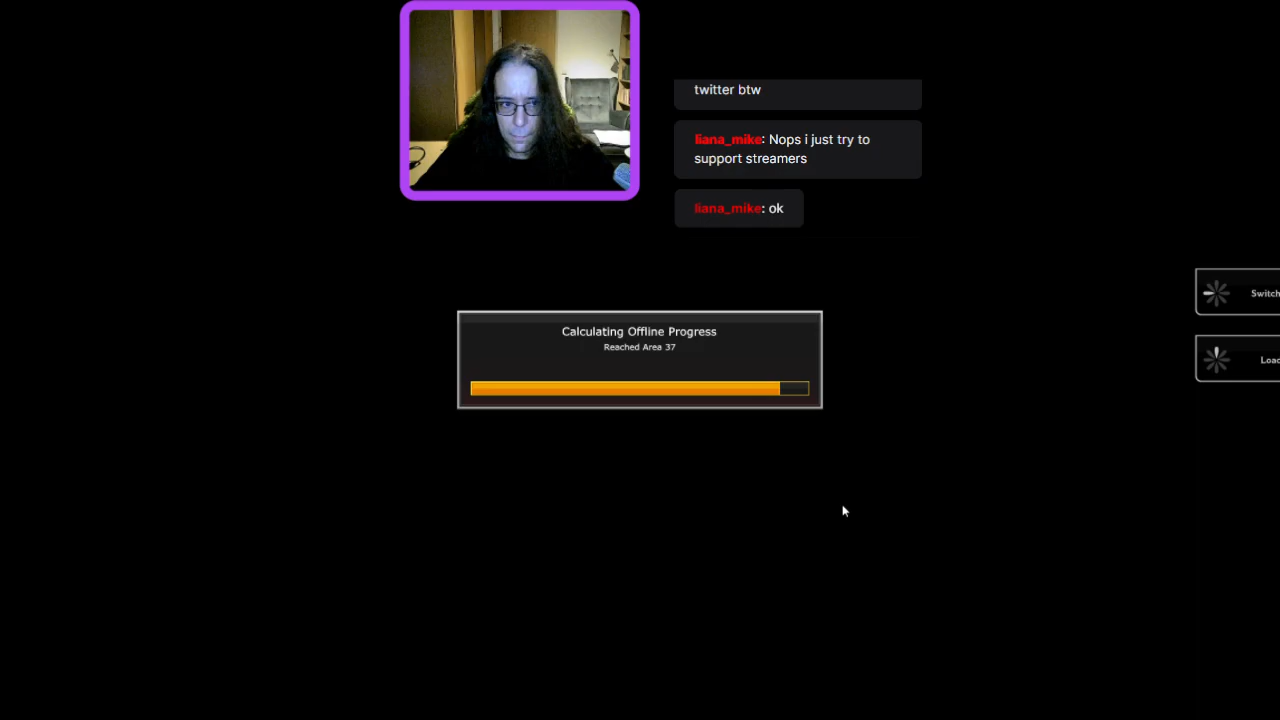 twitter btw
liana_mike: Nops i just try to
support streamers
liana_mike: ok
Switch
Calculating Offline Progress
Reached Area 37
Load